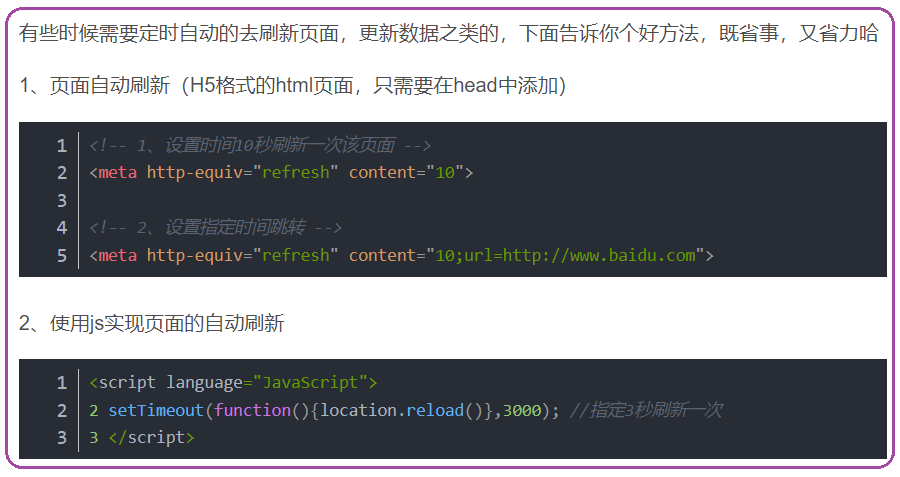 有些时候需要定时自动的去刷新页面，更新数据之类的，下面告诉你个好方法，既省事，又省力哈
1、页面自动刷新（H5格式的html页面，只需要在head中添加）
1 <!-- 1、设置时间10秒刷新一次该页面 -->
2 <meta http-equiv="refresh" content="10">
3
4 <!-- 2、设置指定时间跳转 -->
5 <meta http-equiv="refresh" content="10;url=http://www.baidu.com">
2、使用js实现页面的自动刷新
1 <script language="JavaScript">
2 2 setTimeout(function(){location.reload()},3000); //指定3秒刷新一次
3 3 </script>